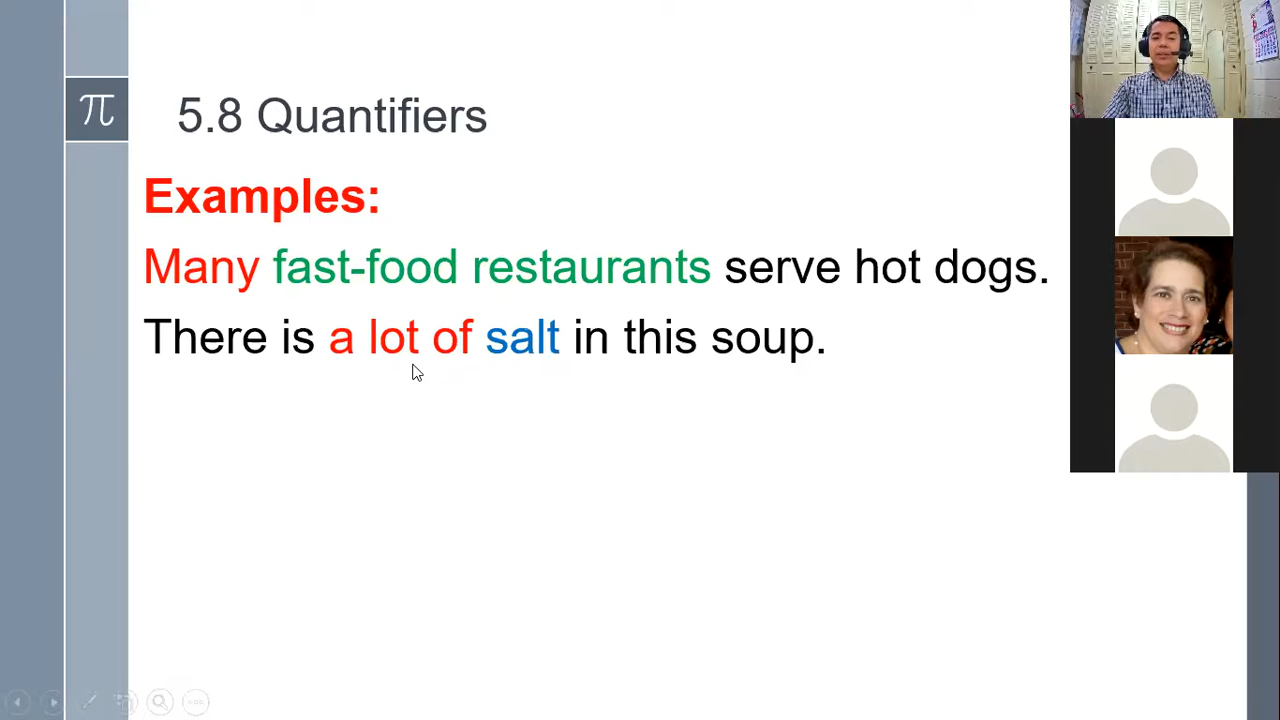 π
5.8 Quantifiers
Examples:
Many fast-food restaurants serve hot dogs.
There is a lot of salt in this soup.